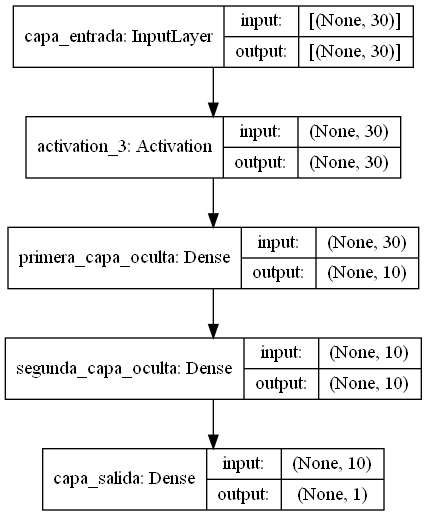 capa_entrada: InputLayer
input: [(None, 30)]
output: [(None, 30)]
activation_3: Activation
input: (None, 30)
output: (None, 30)
primera_capa_oculta: Dense
input: (None, 30)
output: (None, 10)
segunda_capa_oculta: Dense
input: (None, 10)
output: (None, 10)
capa_salida: Dense
input: (None, 10)
output: (None, 1)